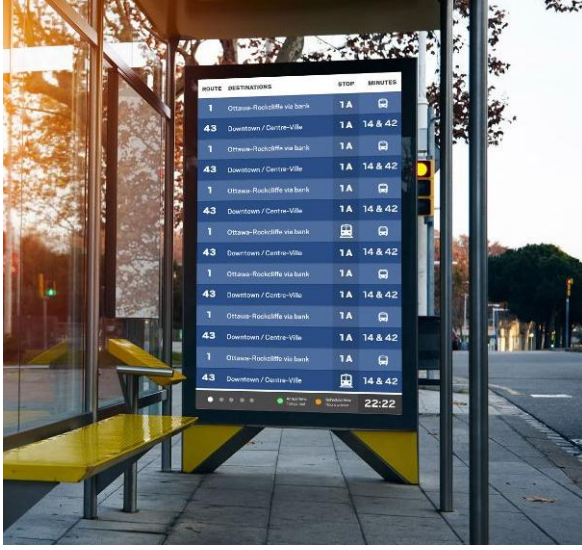 ROUTE DESTINATIONS STOP MINUTES
1 Ottawa-Rockcliffe via bank 1A
43 Downtown / Centre-Ville 1A 14 & 42
1 Ottawa-Rockcliffe via bank 1A
43 Downtown / Centre-Ville 1A 14 & 42
1 Ottawa-Rockcliffe via bank 1A
43 Downtown / Centre-Ville 1A 14 & 42
1 Ottawa-Rockcliffe via bank
43 Downtown / Centre-Ville 1A 14 & 42
1 Ottawa-Rockcliffe via bank 1A
43 Downtown / Centre-Ville 1A 14 & 42
1 Ottawa-Rockcliffe via bank 1A
43 Downtown / Centre-Ville 1A 14 & 42
1 Ottawa-Rockcliffe via bank 1A
43 Downtown / Centre-Ville 14 & 42
22:22